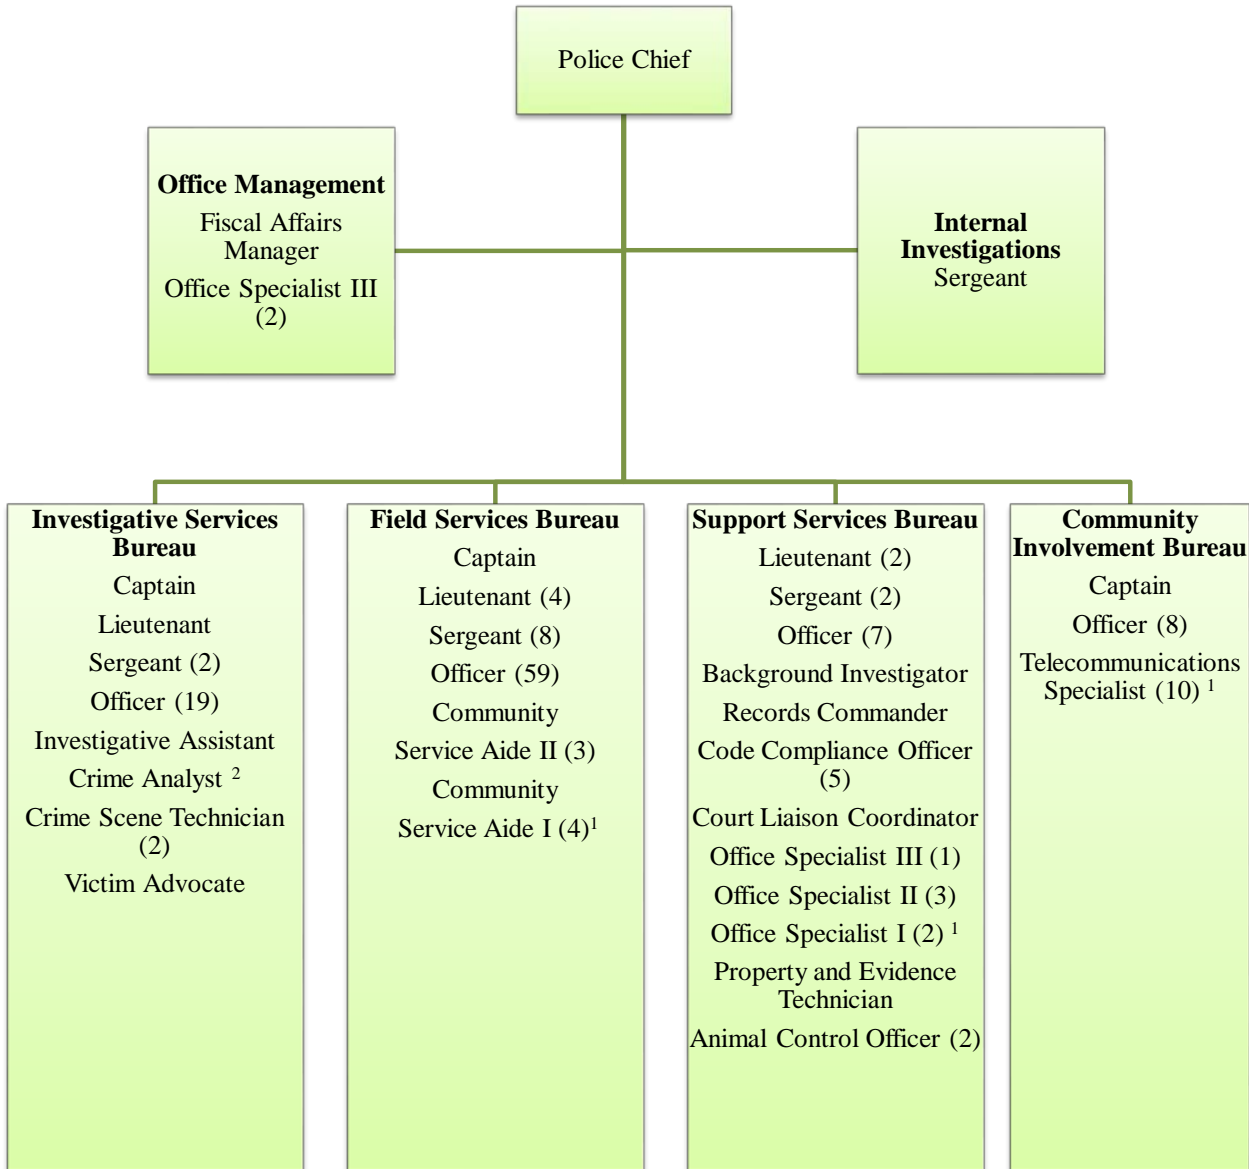 Police Chief
Office Management
Fiscal Affairs
Manager
Office Specialist III
(2)
Internal
Investigations
Sergeant
Investigative Services
Bureau
Captain
Lieutenant
Sergeant (2)
Officer (19)
Investigative Assistant
Crime Analyst ²
Crime Scene Technician
(2)
Victim Advocate
Field Services Bureau
Captain
Lieutenant (4)
Sergeant (8)
Officer (59)
Community
Service Aide II (3)
Community
Service Aide I (4)¹
Support Services Bureau
Lieutenant (2)
Sergeant (2)
Officer (7)
Background Investigator
Records Commander
Code Compliance Officer
(5)
Court Liaison Coordinator
Office Specialist III (1)
Office Specialist II (3)
Office Specialist I (2) ¹
Property and Evidence
Technician
Animal Control Officer (2)
Community
Involvement Bureau
Captain
Officer (8)
Telecommunications
Specialist (10) ¹